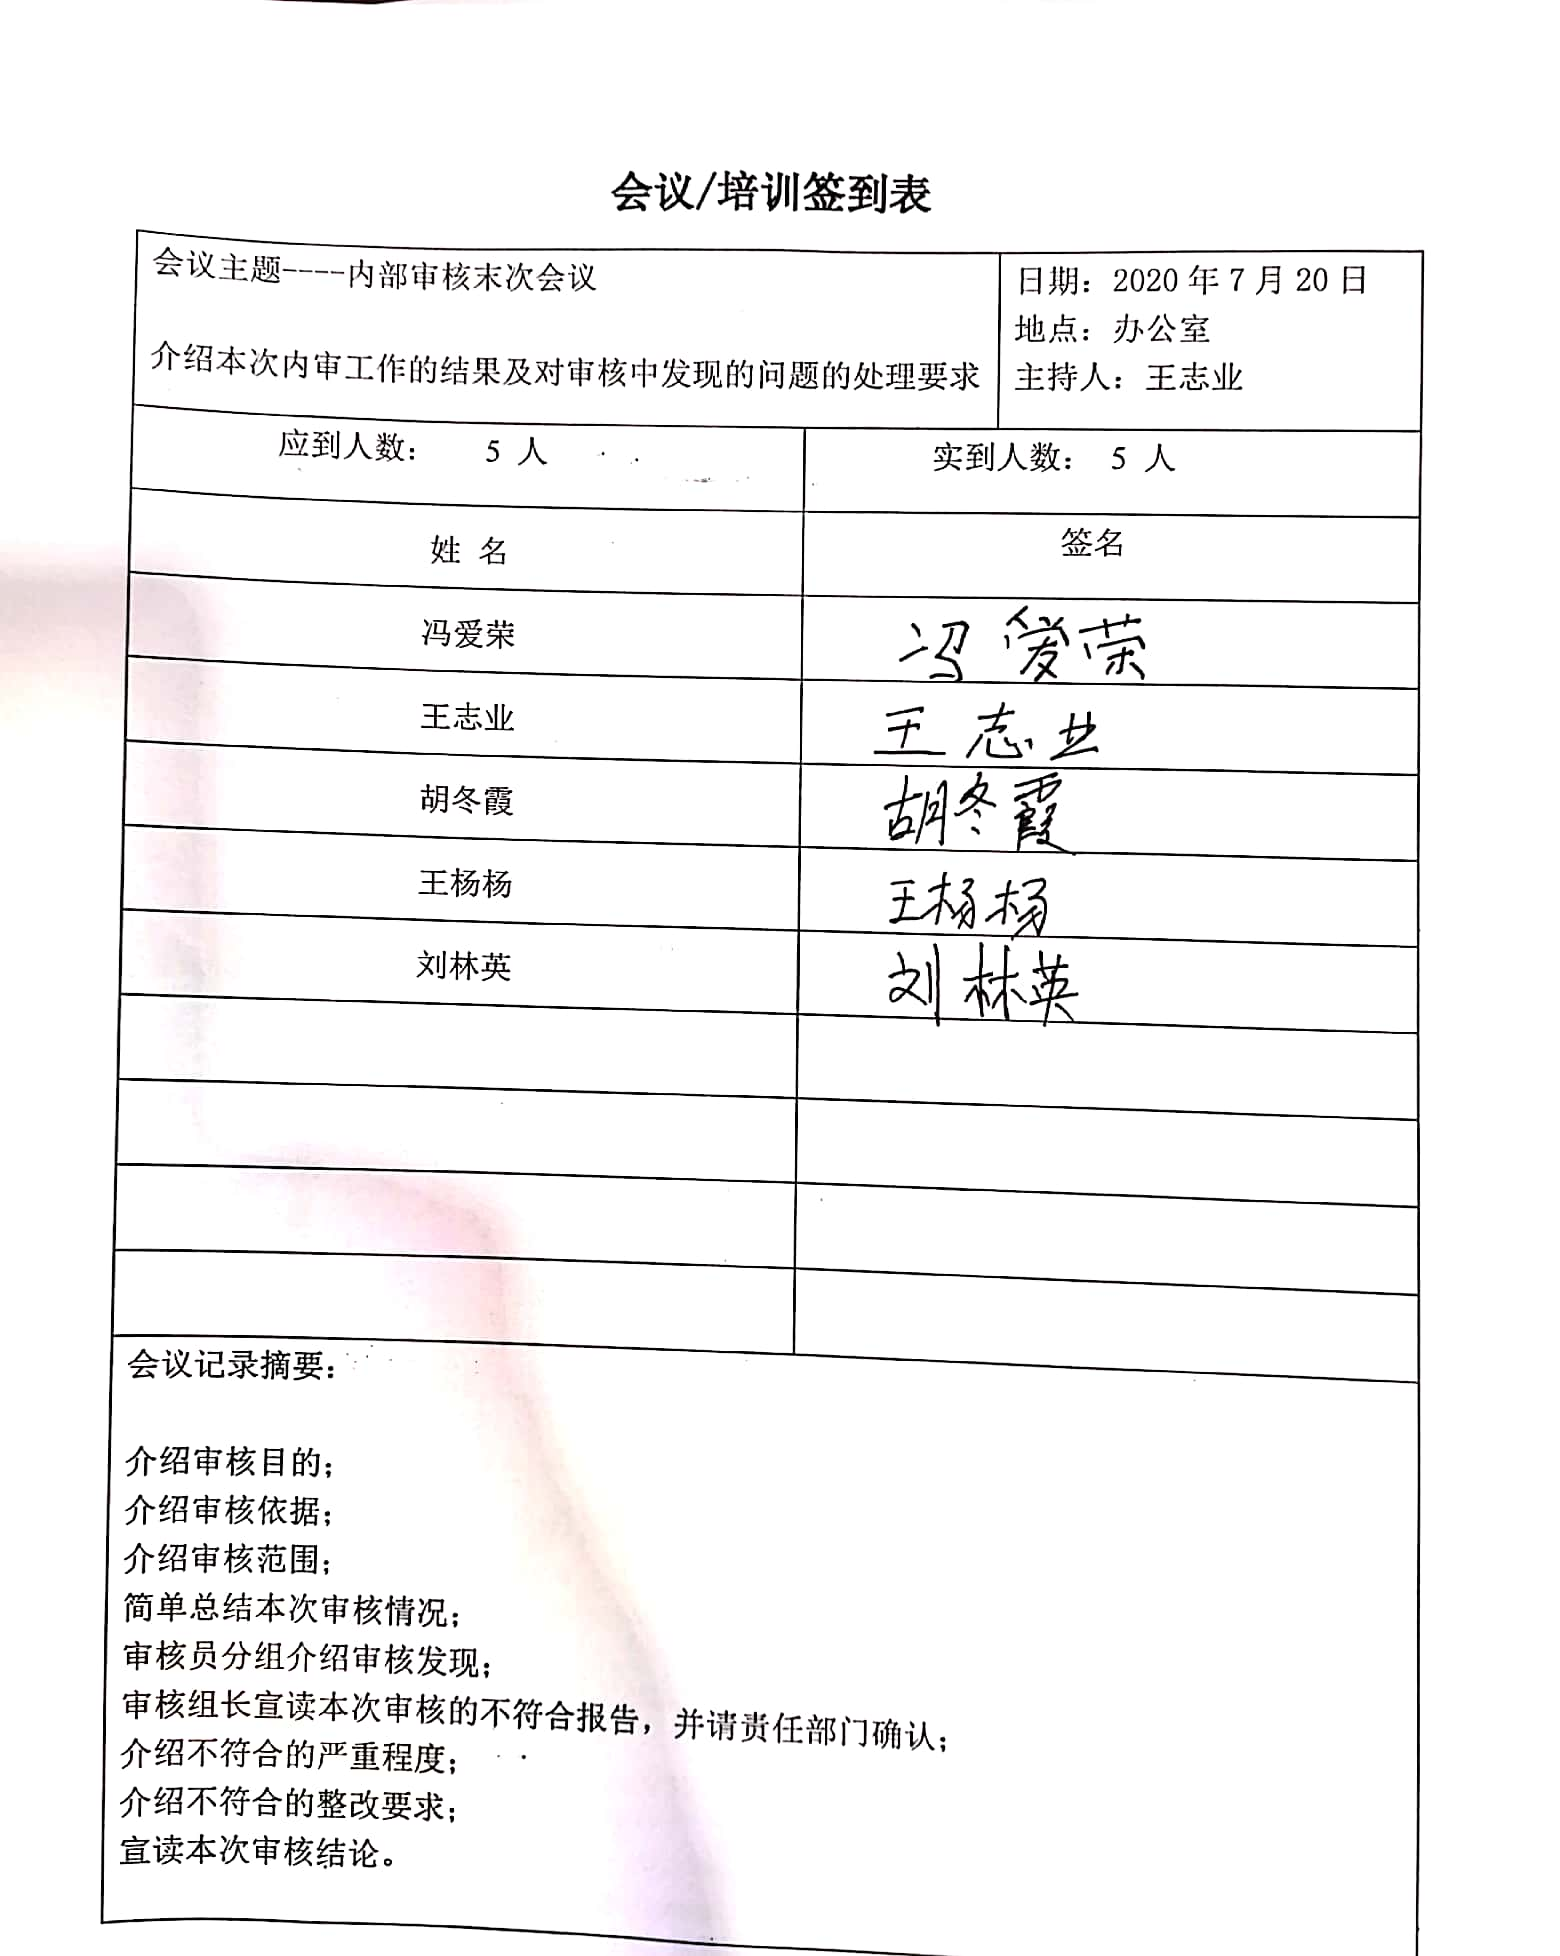 会议/培训签到表
会议主题----内部审核末次会议
介绍本次内审工作的结果及对审核中发现的问题的处理要求
日期：2020 年 7 月 20 日
地点：办公室
主持人：王志业
应到人数： 5 人
实到人数： 5 人
姓 名
签名
冯爱荣
冯爱荣
王志业
王志业
胡冬霞
胡冬霞
王杨杨
王杨杨
刘林英
刘林英
会议记录摘要：
介绍审核目的；
介绍审核依据；
介绍审核范围；
简单总结本次审核情况；
审核员分组介绍审核发现；
审核组长宣读本次审核的不符合报告，并请责任部门确认；
介绍不符合的严重程度；
介绍不符合的整改要求；
宣读本次审核结论。